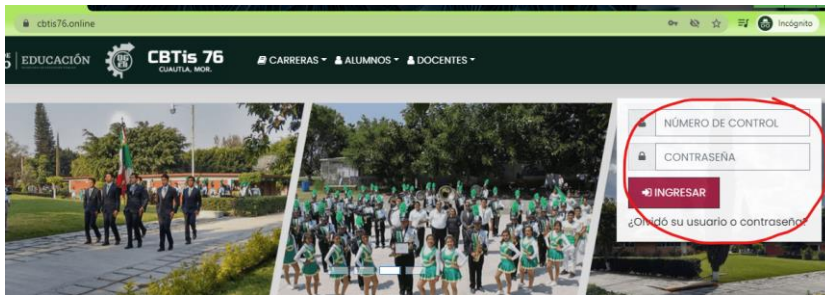 cbtis76.online
Incógnito
EDUCACIÓN
CBTis 76
CUAUTLA, MOR.
CARRERAS
ALUMNOS
DOCENTES
NÚMERO DE CONTROL
CONTRASEÑA
INGRESAR
¿Olvidó su usuario o contraseño?